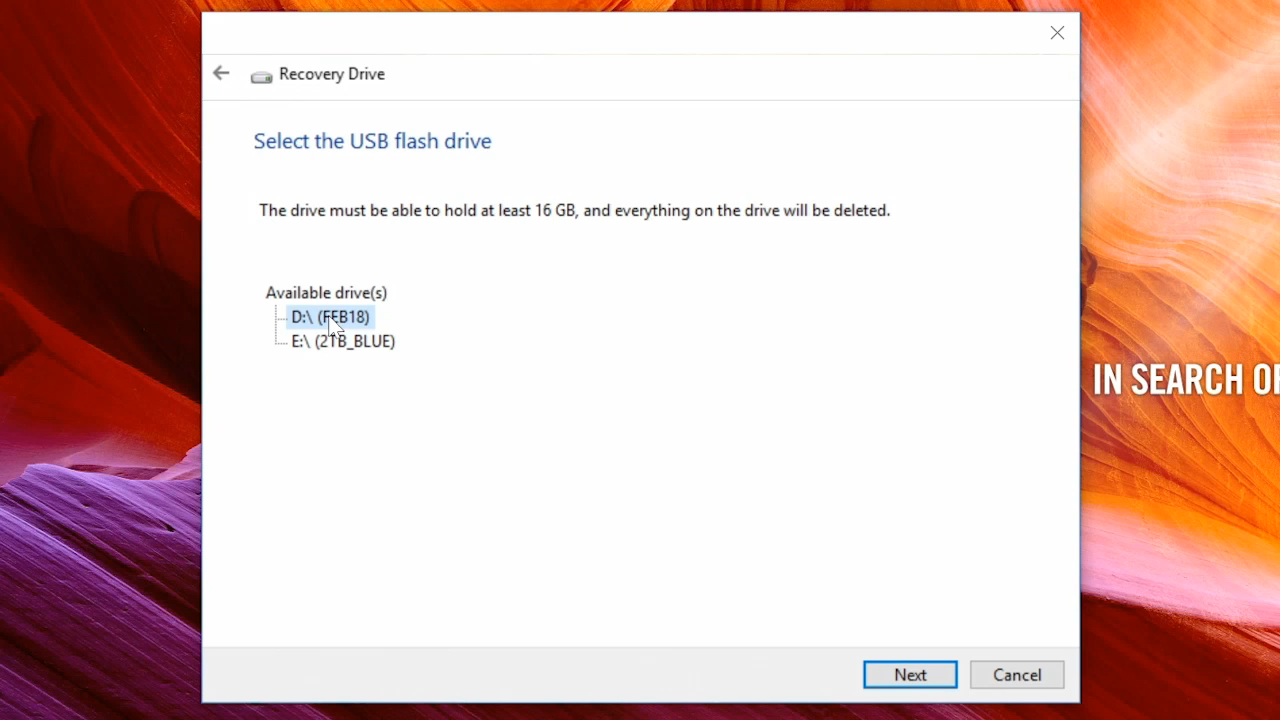 Recovery Drive
Select the USB flash drive
The drive must be able to hold at least 16 GB, and everything on the drive will be deleted.
Available drive(s)
D:\ (FEB18)
E:\ (2TB_BLUE)
IN SEARCH OF
Next
Cancel